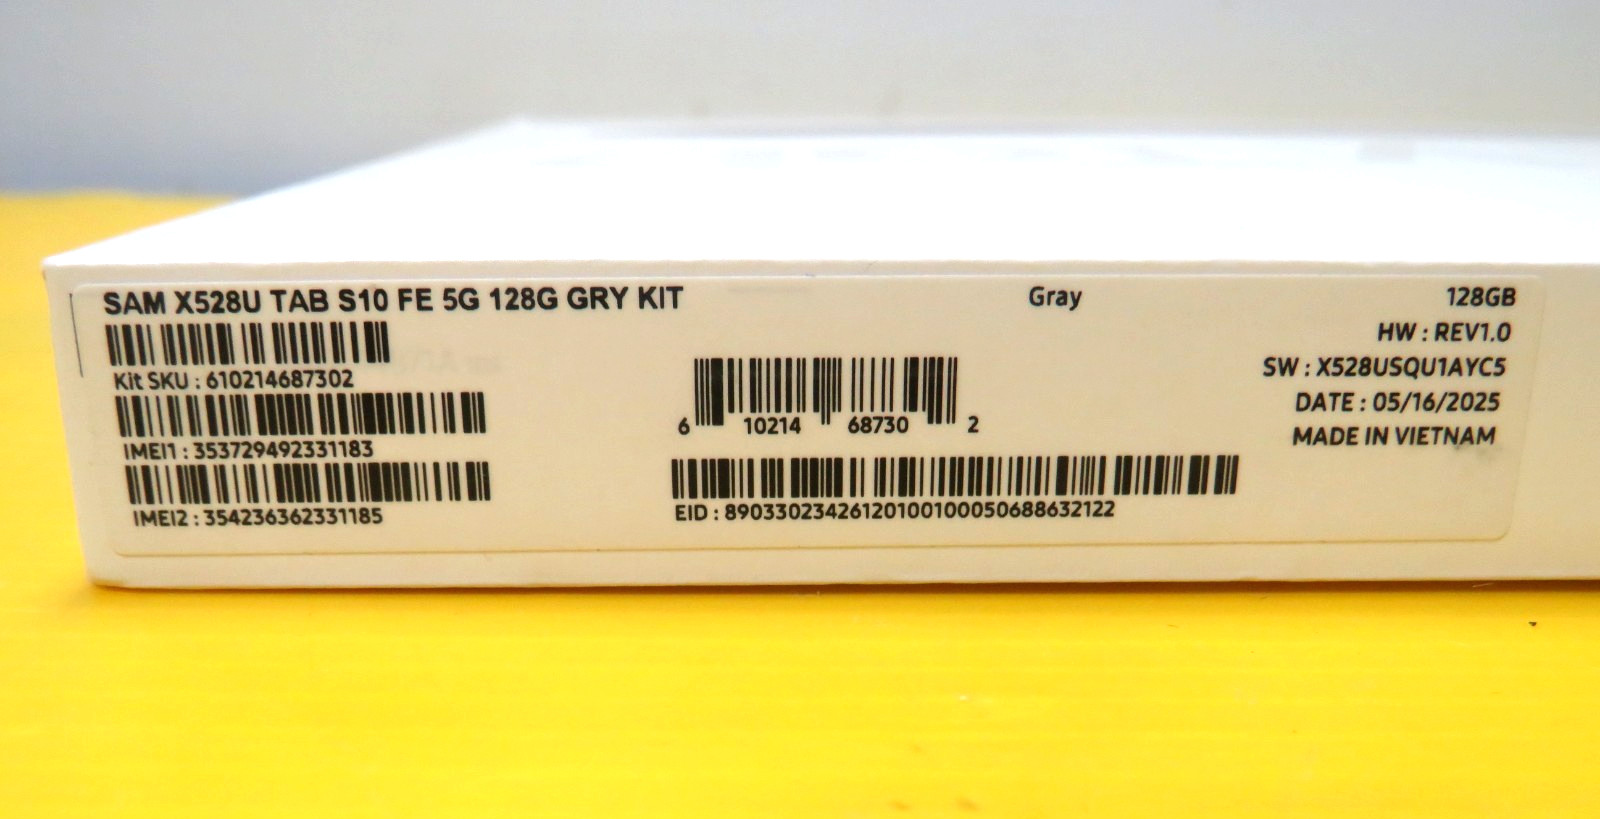 SAM X528U TAB S10 FE 5G 128G GRY KIT
Kit SKU : 610214687302
IMEI1 : 353729492331183
IMEI2 : 354236362331185
6 10214 68730 2
EID : 89033023426120100100050688632122
Gray
128GB
HW : REV1.0
SW : X528USQU1AYC5
DATE : 05/16/2025
MADE IN VIETNAM